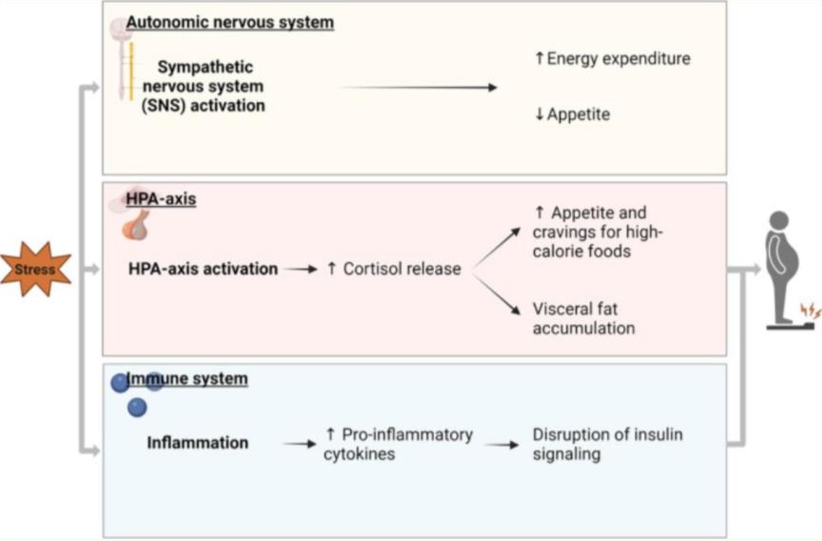 Autonomic nervous system
Sympathetic
nervous system
(SNS) activation
↑Energy expenditure
↓Appetite
HPA-axis
Stress
HPA-axis activation
↑ Cortisol release
↑ Appetite and
cravings for high-
calorie foods
Visceral fat
accumulation
Immune system
Inflammation
↑ Pro-inflammatory
cytokines
Disruption of insulin
signaling